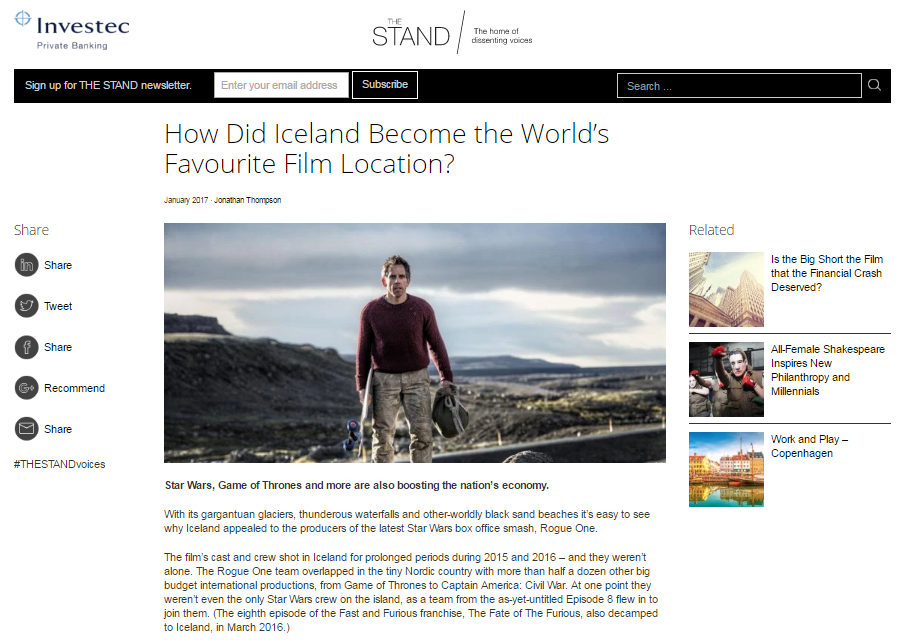 Investec
Private Banking
THE
STAND
The home of
dissenting voices
Sign up for THE STAND newsletter.
Enter your email address
Subscribe
Search ...
How Did Iceland Become the World’s
Favourite Film Location?
January 2017 · Jonathan Thompson
Share
Share
Tweet
Share
Recommend
Share
#THESTANDvoices
Star Wars, Game of Thrones and more are also boosting the nation’s economy.
With its gargantuan glaciers, thunderous waterfalls and other-worldly black sand beaches it’s easy to see
why Iceland appealed to the producers of the latest Star Wars box office smash, Rogue One.
The film’s cast and crew shot in Iceland for prolonged periods during 2015 and 2016 – and they weren’t
alone. The Rogue One team overlapped in the tiny Nordic country with more than half a dozen other big
budget international productions, from Game of Thrones to Captain America: Civil War. At one point they
weren’t even the only Star Wars crew on the island, as a team from the as-yet-untitled Episode 8 flew in to
join them. (The eighth episode of the Fast and Furious franchise, The Fate of The Furious, also decamped
to Iceland, in March 2016.)
Related
Is the Big Short the Film
that the Financial Crash
Deserved?
All-Female Shakespeare
Inspires New
Philanthropy and
Millennials
Work and Play –
Copenhagen